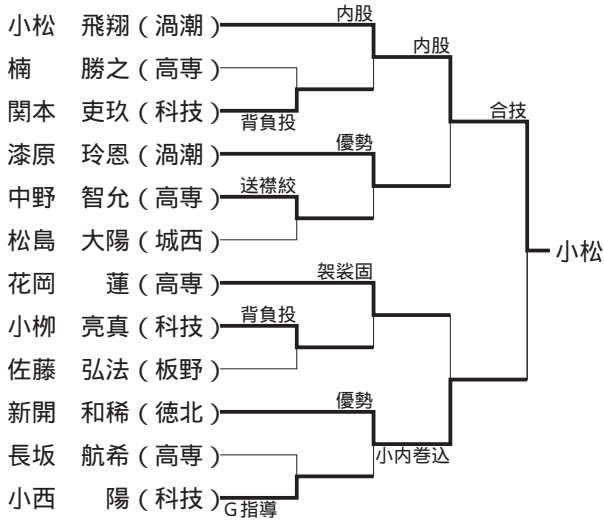 小松　飛翔（渦潮）
楠　　勝之（高専）
関本　吏玖（科技）
漆原　玲恩（渦潮）
中野　智允（高専）
松島　大陽（城西）
花岡　　蓮（高専）
小栁　亮真（科技）
佐藤　弘法（板野）
新開　和稀（徳北）
長坂　航希（高専）
小西　　陽（科技）
内股
背負投
優勢
送襟絞
袈裟固
背負投
優勢
G指導
内股
小内巻込
合技
小松